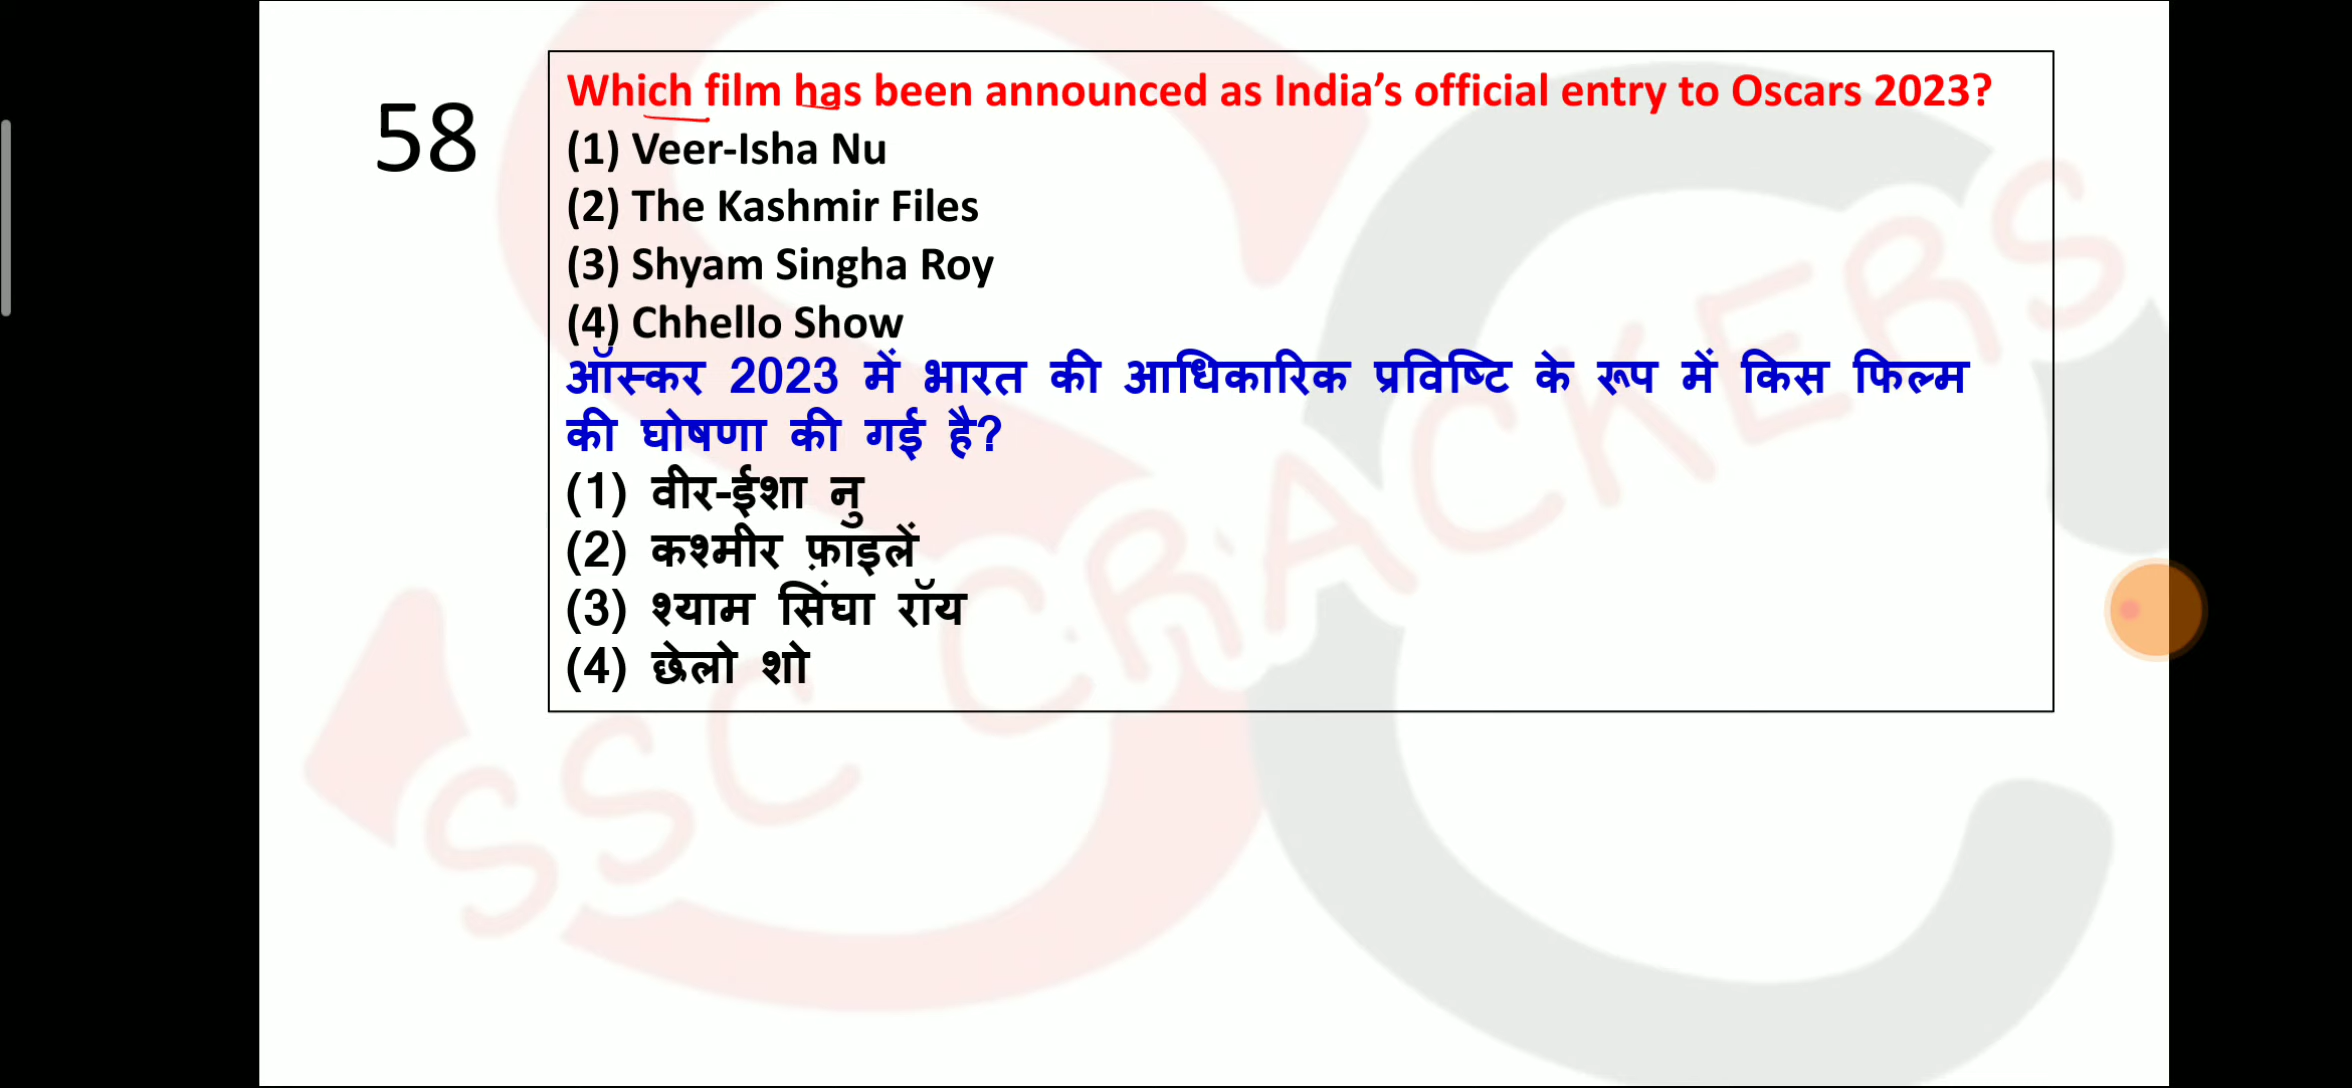 58
Which film has been announced as India’s official entry to Oscars 2023?
(1) Veer-Isha Nu
(2) The Kashmir Files
(3) Shyam Singha Roy
(4) Chhello Show
ऑस्कर 2023 में भारत की आधिकारिक प्रविष्टि के रूप में किस फिल्म
की घोषणा की गई है?
(1) वीर-ईशा नु
(2) कश्मीर फ़ाइलें
(3) श्याम सिंघा रॉय
(4) छेलो शो
SSC CRACKERS